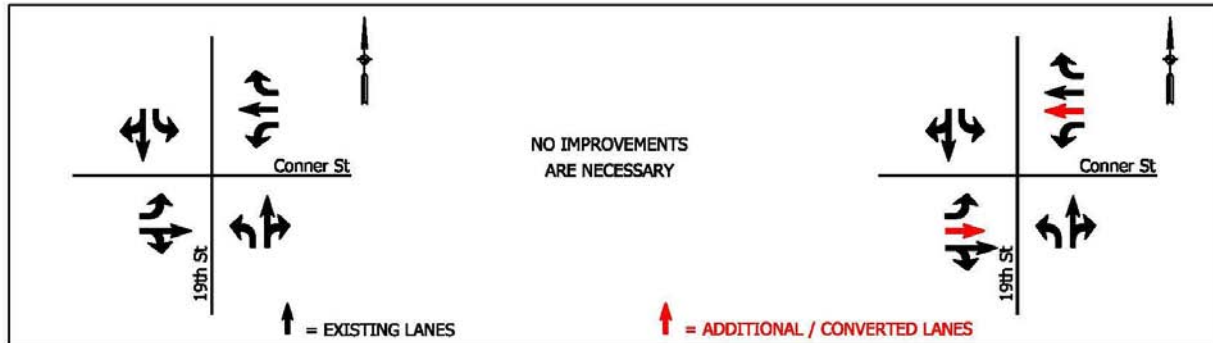 Conner St
19th St
NO IMPROVEMENTS
ARE NECESSARY
Conner St
19th St
= EXISTING LANES
= ADDITIONAL / CONVERTED LANES